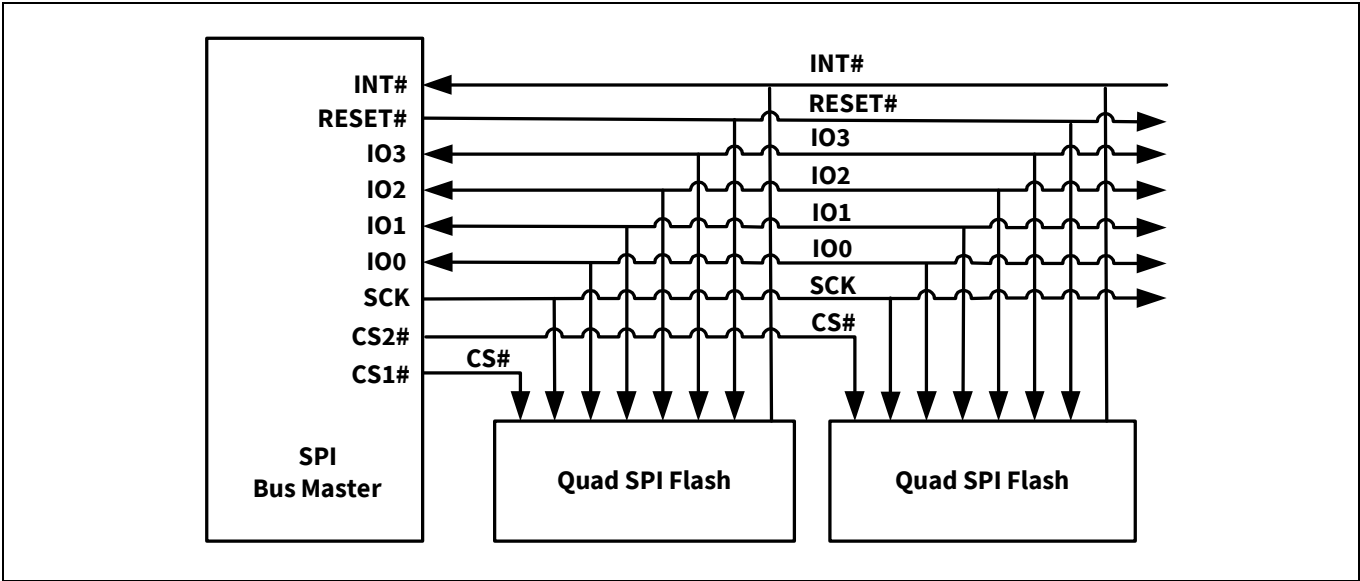 INT#
INT#
RESET#
RESET#
IO3
IO3
IO2
IO2
IO1
IO1
IO0
IO0
SCK
SCK
CS2#
CS#
CS1#
CS#
SPI
Bus Master
Quad SPI Flash
Quad SPI Flash